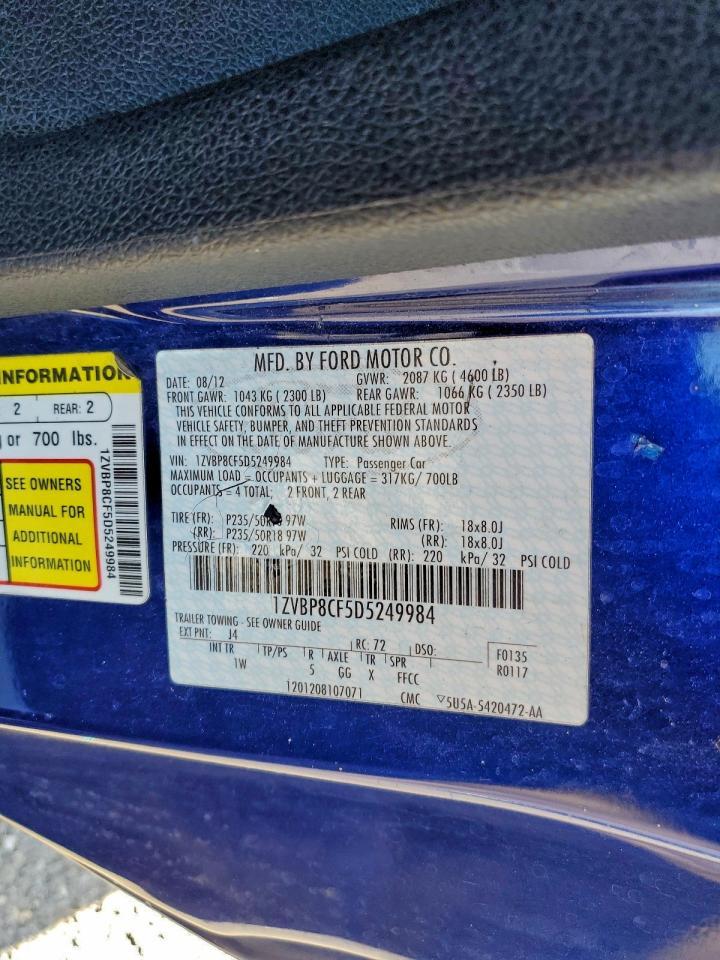 INFORMATION
2 REAR: 2
or 700 lbs.
SEE OWNERS
MANUAL FOR
ADDITIONAL
INFORMATION
1ZVBP8CF5D5249984
MFD. BY FORD MOTOR CO.
DATE: 08/12 GVWR: 2087 KG ( 4600 LB)
FRONT GAWR: 1043 KG ( 2300 LB) REAR GAWR: 1066 KG ( 2350 LB)
THIS VEHICLE CONFORMS TO ALL APPLICABLE FEDERAL MOTOR
VEHICLE SAFETY, BUMPER, AND THEFT PREVENTION STANDARDS
IN EFFECT ON THE DATE OF MANUFACTURE SHOWN ABOVE.
VIN: 1ZVBP8CF5D5249984 TYPE: Passenger Car
MAXIMUM LOAD = OCCUPANTS + LUGGAGE = 317KG/ 700LB
OCCUPANTS = 4 TOTAL; 2 FRONT, 2 REAR
TIRE (FR): P235/50R 97W RIMS (FR): 18x8.0J
(RR): P235/50R18 97W (RR): 18x8.0J
PRESSURE (FR): 220 kPa/ 32 PSI COLD (RR): 220 kPa/ 32 PSI COLD
1ZVBP8CF5D5249984
TRAILER TOWING - SEE OWNER GUIDE
EXT PNT: J4 RC: 72 DSO: F0135
INT TR TP/PS R AXLE TR SPR R0117
1W 5 GG X FFCC
1201208107071 CMC 5U5A-5420472-AA